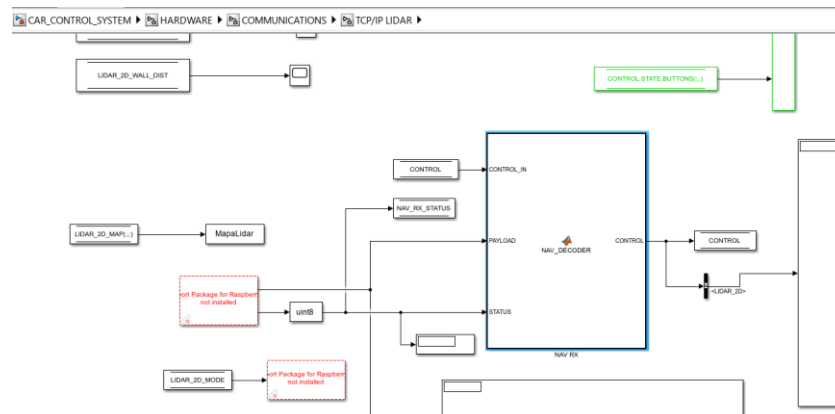 CAR_CONTROL_SYSTEM HARDWARE COMMUNICATIONS TCP/IP LIDAR
LIDAR_2D_WALL_DIST
CONTROL.STATE.BUTTONS(:,:)
CONTROL
CONTROL_IN
NAV_RX_STATUS
LIDAR_2D_MAP(:,:)
MapaLidar
PAYLOAD
NAV_DECODER
CONTROL
CONTROL
ort Package for Raspberr
not installed
uint8
<LIDAR_2D>
STATUS
NAV RX
LIDAR_2D_MODE
ort Package for Raspberr
not installed